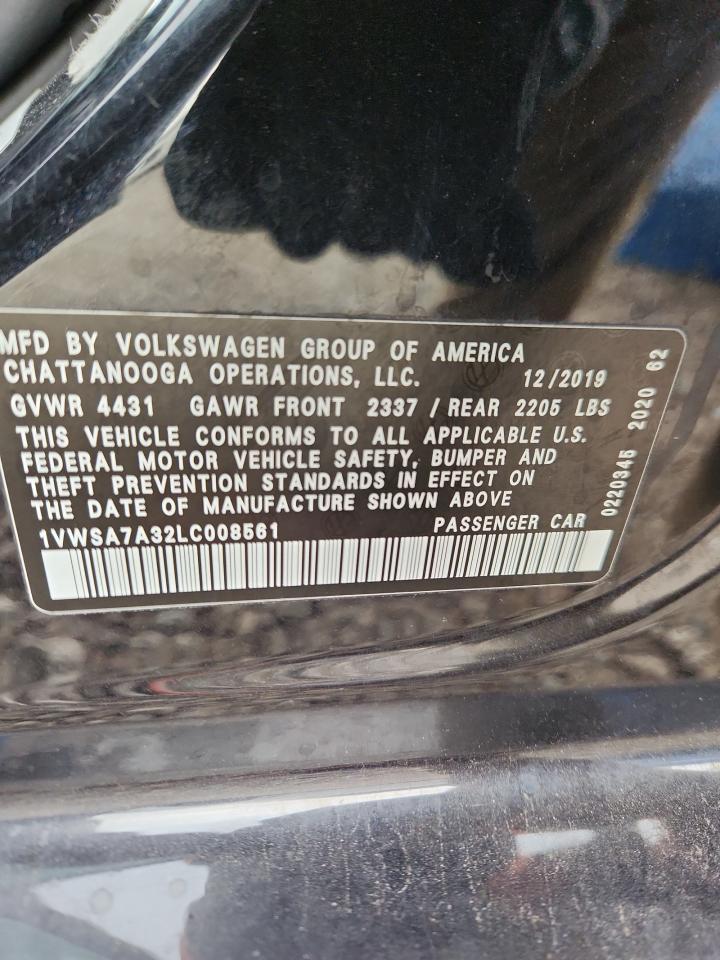 MFD BY VOLKSWAGEN GROUP OF AMERICA
CHATTANOOGA OPERATIONS, LLC. 12/2019
GVWR 4431 GAWR FRONT 2337 / REAR 2205 LBS
THIS VEHICLE CONFORMS TO ALL APPLICABLE U.S.
FEDERAL MOTOR VEHICLE SAFETY, BUMPER AND
THEFT PREVENTION STANDARDS IN EFFECT ON
THE DATE OF MANUFACTURE SHOWN ABOVE
1VWSA7A32LC008561 PASSENGER CAR
0220345 2020 62